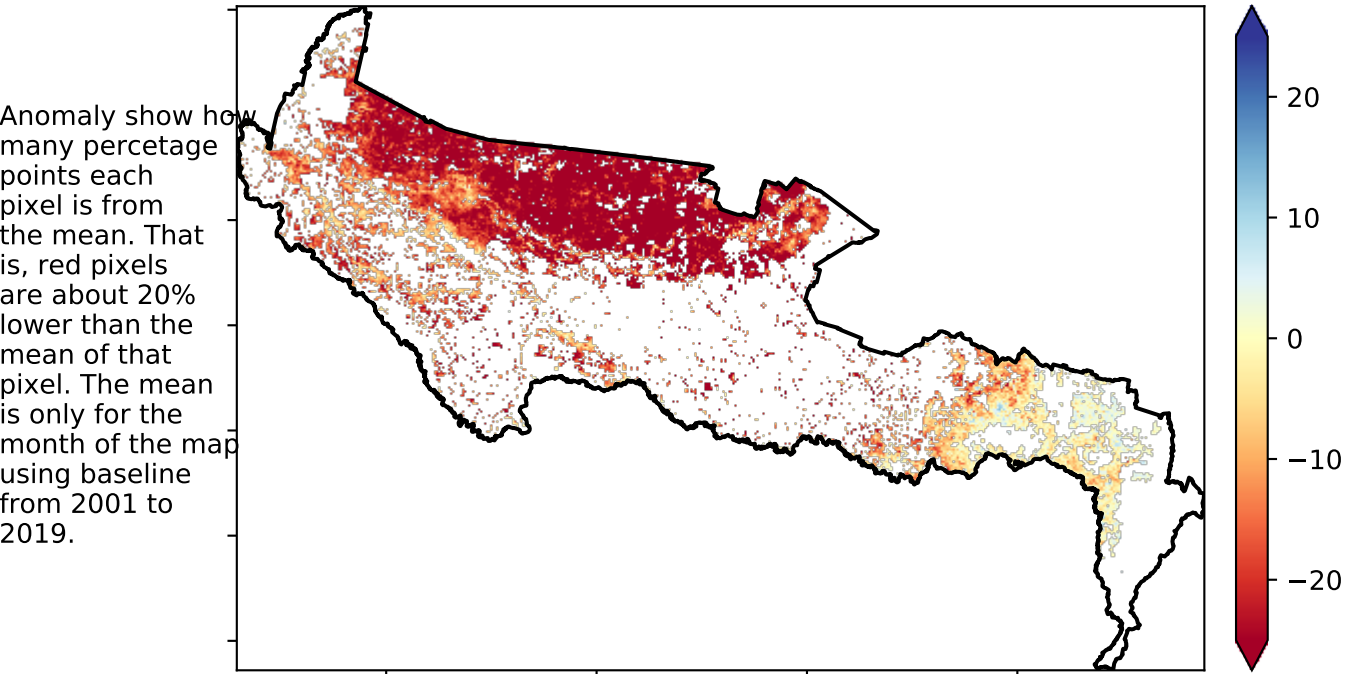 Anomaly show how
many percetage
points each
pixel is from
the mean. That
is, red pixels
are about 20%
lower than the
mean of that
pixel. The mean
is only for the
month of the map
using baseline
from 2001 to
2019.
20
10
0
−10
−20